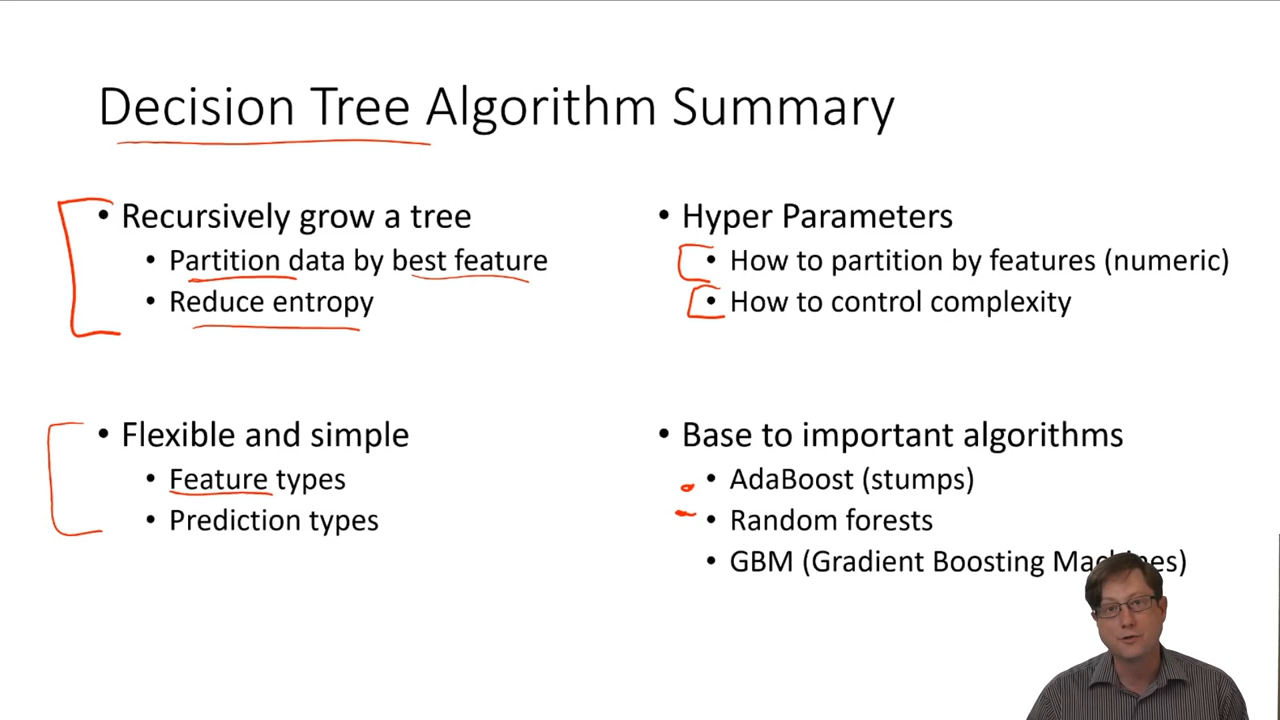 Decision Tree Algorithm Summary
• Recursively grow a tree
• Partition data by best feature
• Reduce entropy
• Flexible and simple
• Feature types
• Prediction types
• Hyper Parameters
• How to partition by features (numeric)
• How to control complexity
• Base to important algorithms
• AdaBoost (stumps)
• Random forests
• GBM (Gradient Boosting Machines)